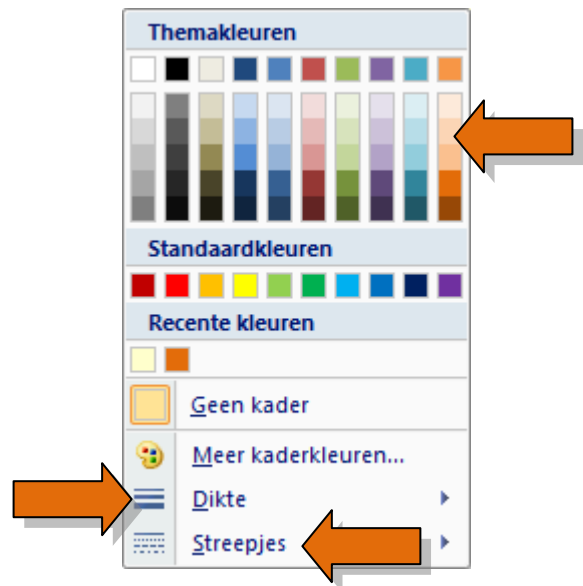 Themakleuren
Standaardkleuren
Recente kleuren
Geen kader
Meer kaderkleuren...
Dikte
Streepjes